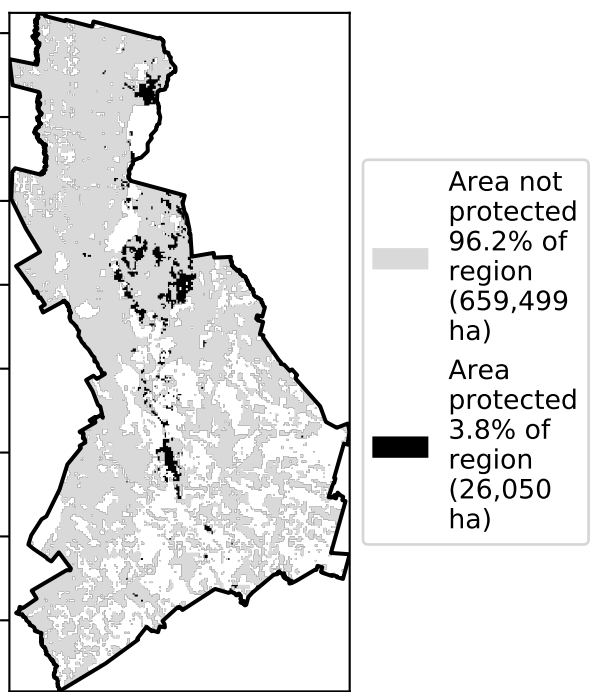 Area not
protected
96.2% of
region
(659,499
ha)
Area
protected
3.8% of
region
(26,050
ha)